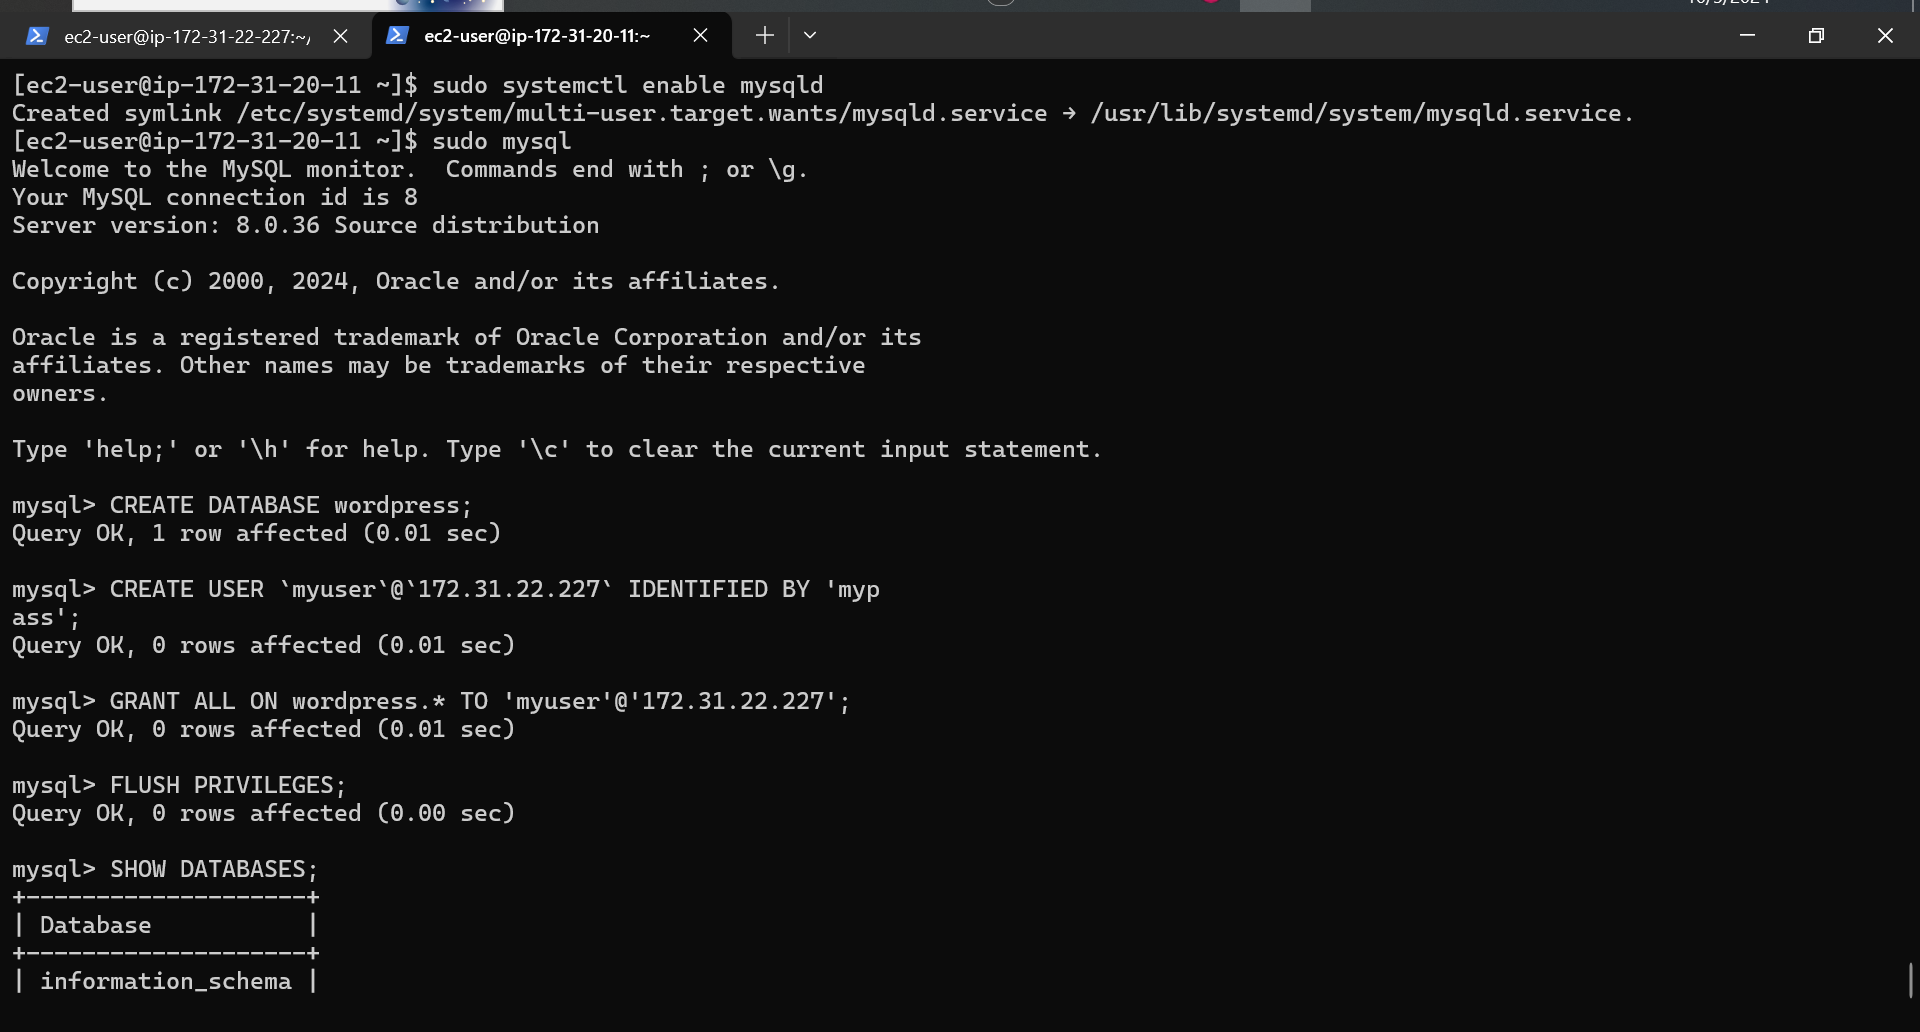 ec2-user@ip-172-31-22-227:~/
ec2-user@ip-172-31-20-11:~
[ec2-user@ip-172-31-20-11 ~]$ sudo systemctl enable mysqld
Created symlink /etc/systemd/system/multi-user.target.wants/mysqld.service → /usr/lib/systemd/system/mysqld.service.
[ec2-user@ip-172-31-20-11 ~]$ sudo mysql
Welcome to the MySQL monitor.  Commands end with ; or \g.
Your MySQL connection id is 8
Server version: 8.0.36 Source distribution

Copyright (c) 2000, 2024, Oracle and/or its affiliates.

Oracle is a registered trademark of Oracle Corporation and/or its
affiliates. Other names may be trademarks of their respective
owners.

Type 'help;' or '\h' for help. Type '\c' to clear the current input statement.

mysql> CREATE DATABASE wordpress;
Query OK, 1 row affected (0.01 sec)

mysql> CREATE USER `myuser`@`172.31.22.227` IDENTIFIED BY 'myp
ass';
Query OK, 0 rows affected (0.01 sec)

mysql> GRANT ALL ON wordpress.* TO 'myuser'@'172.31.22.227';
Query OK, 0 rows affected (0.01 sec)

mysql> FLUSH PRIVILEGES;
Query OK, 0 rows affected (0.00 sec)

mysql> SHOW DATABASES;
+--------------------+
| Database           |
+--------------------+
| information_schema |